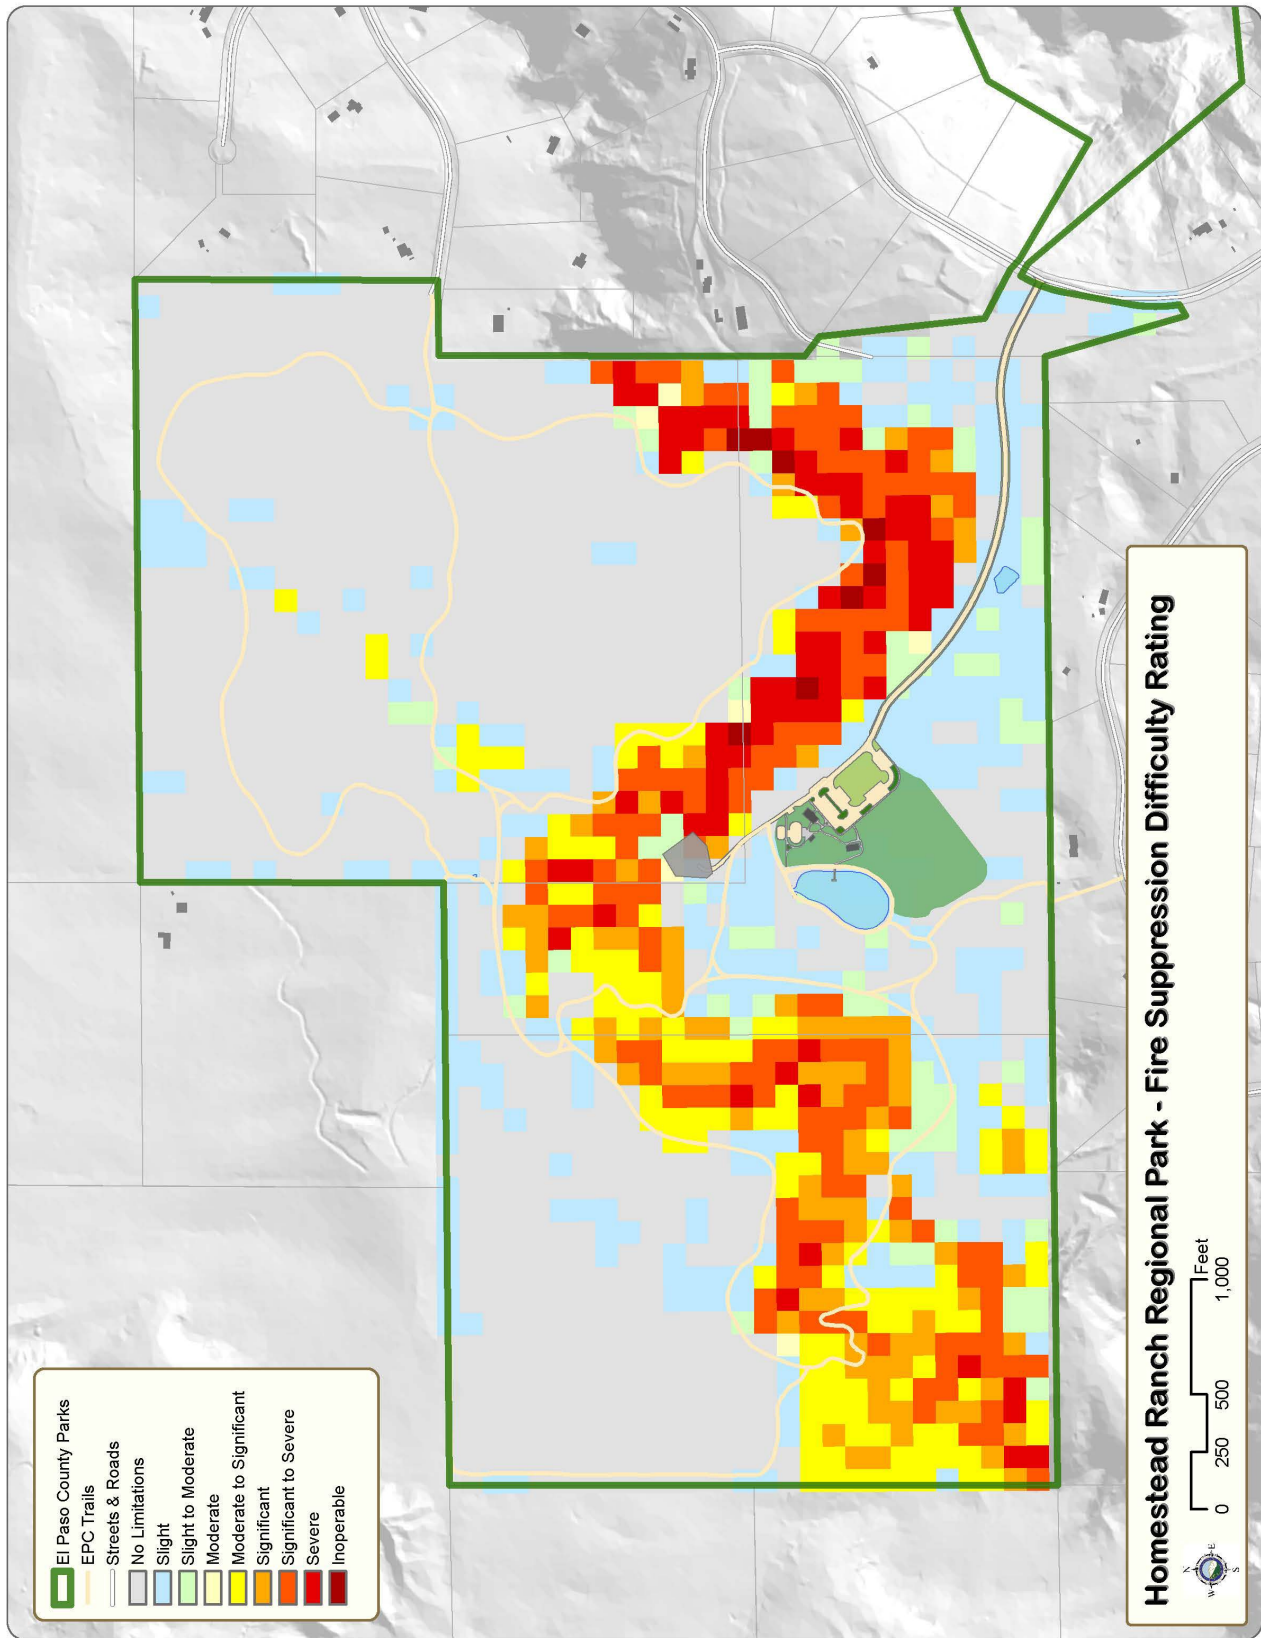 El Paso County Parks
EPC Trails
Streets & Roads
No Limitations
Slight
Slight to Moderate
Moderate
Moderate to Significant
Significant
Significant to Severe
Severe
Inoperable
Homestead Ranch Regional Park - Fire Suppression Difficulty Rating
N
W E
S
Feet
0 250 500 1,000